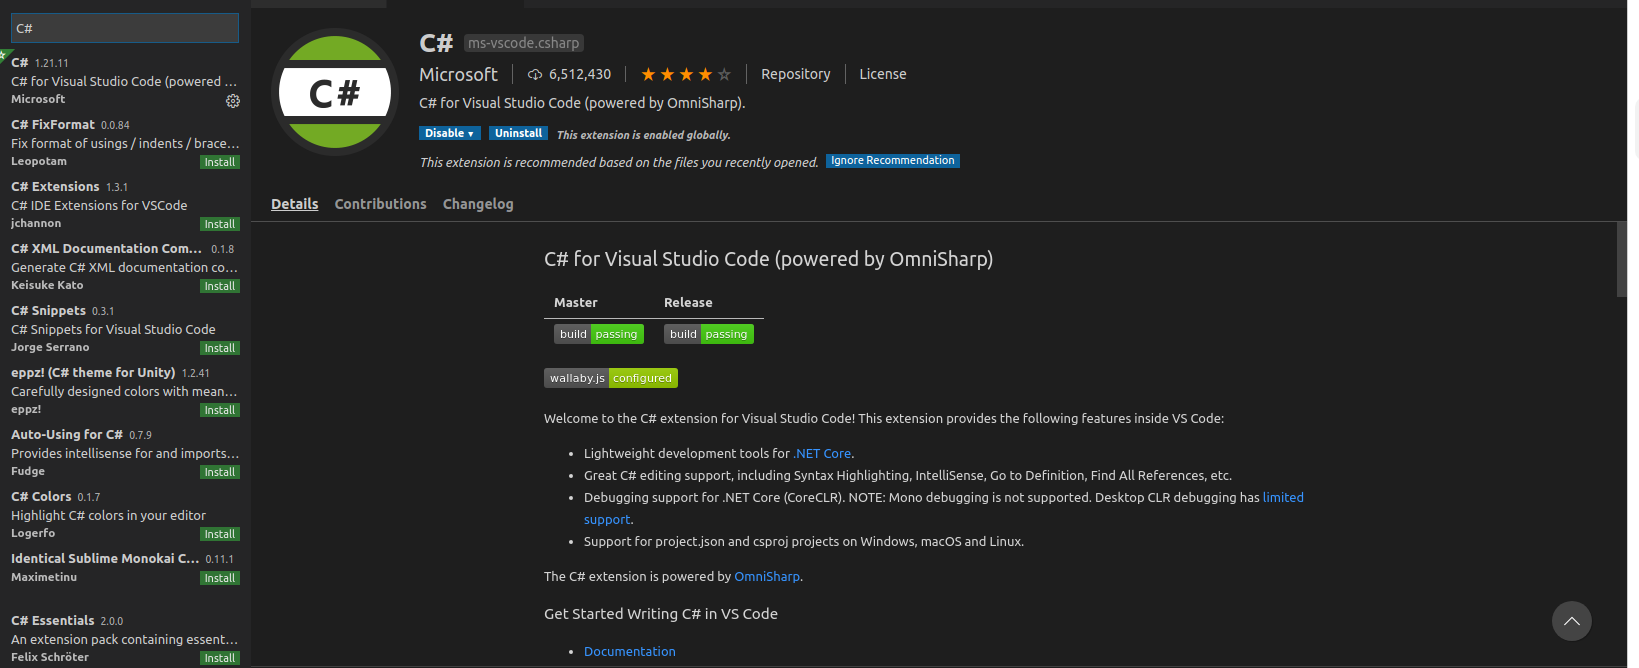 C#
C# 1.21.11
C# for Visual Studio Code (powered ...
Microsoft
C# FixFormat 0.0.84
Fix format of usings / indents / brace...
Leopotam Install
C# Extensions 1.3.1
C# IDE Extensions for VSCode
jchannon Install
C# XML Documentation Com... 0.1.8
Generate C# XML documentation co...
Keisuke Kato Install
C# Snippets 0.3.1
C# Snippets for Visual Studio Code
Jorge Serrano Install
eppz! (C# theme for Unity) 1.2.41
Carefully designed colors with mean...
eppz! Install
Auto-Using for C# 0.7.9
Provides intellisense for and imports...
Fudge Install
C# Colors 0.1.7
Highlight C# colors in your editor
Logerfo Install
Identical Sublime Monokai C... 0.11.1
Maximetinu Install
C# Essentials 2.0.0
An extension pack containing essent...
Felix Schröter Install
C#
C# ms-vscode.csharp
Microsoft 6,512,430 Repository License
C# for Visual Studio Code (powered by OmniSharp).
Disable Uninstall This extension is enabled globally.
This extension is recommended based on the files you recently opened. Ignore Recommendation
Details Contributions Changelog
C# for Visual Studio Code (powered by OmniSharp)
Master Release
build passing build passing
wallaby.js configured
Welcome to the C# extension for Visual Studio Code! This extension provides the following features inside VS Code:
• Lightweight development tools for .NET Core.
• Great C# editing support, including Syntax Highlighting, IntelliSense, Go to Definition, Find All References, etc.
• Debugging support for .NET Core (CoreCLR). NOTE: Mono debugging is not supported. Desktop CLR debugging has limited
support.
• Support for project.json and csproj projects on Windows, macOS and Linux.
The C# extension is powered by OmniSharp.
Get Started Writing C# in VS Code
• Documentation